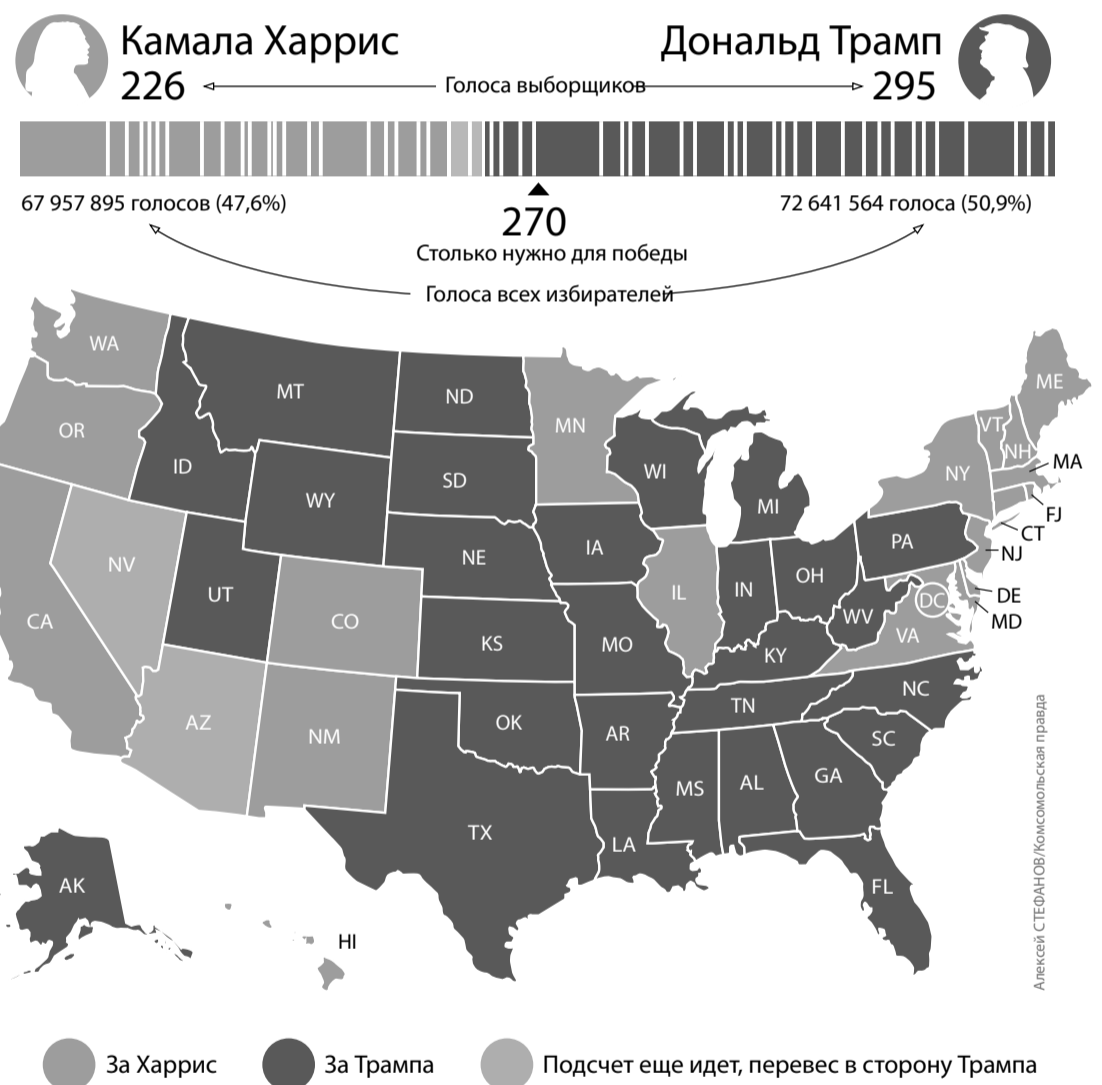 Камала Харрис
Дональд Трамп
226
Голоса выборщиков
295
67 957 895 голосов (47,6%)
72 641 564 голоса (50,9%)
270
Столько нужно для победы
Голоса всех избирателей
WA
ME
MT
ND
VT
OR
MN
NH
MA
ID
WI
NY
SD
WY
MI
FJ
CT
PA
NJ
IA
NE
NV
OH
IN
IL
UT
DE
DC
WV
CA
CO
MD
VA
KS
MO
KY
NC
TN
AZ
OK
NM
AR
SC
GA
AL
MS
TX
LA
AK
FL
HI
Алексей СТЕФАНОВ/Комсомольская правда
За Харрис
За Трампа
Подсчет еще идет, перевес в сторону Трампа